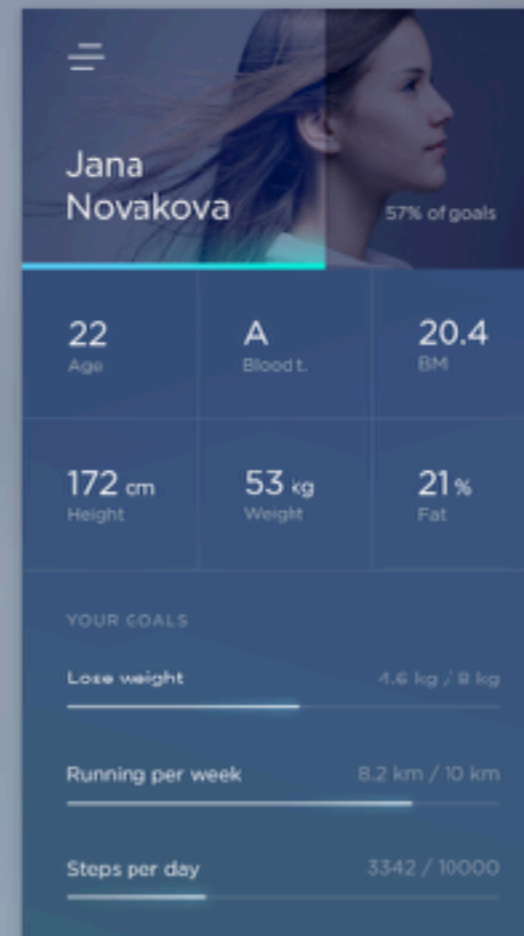 Jana
Novakova
57% of goals
22
Age
A
Blood t.
20.4
BM
172 cm
Height
53 kg
Weight
21 %
Fat
YOUR GOALS
Lose weight
4.6 kg / 8 kg
Running per week
8.2 km / 10 km
Steps per day
3342 / 10000